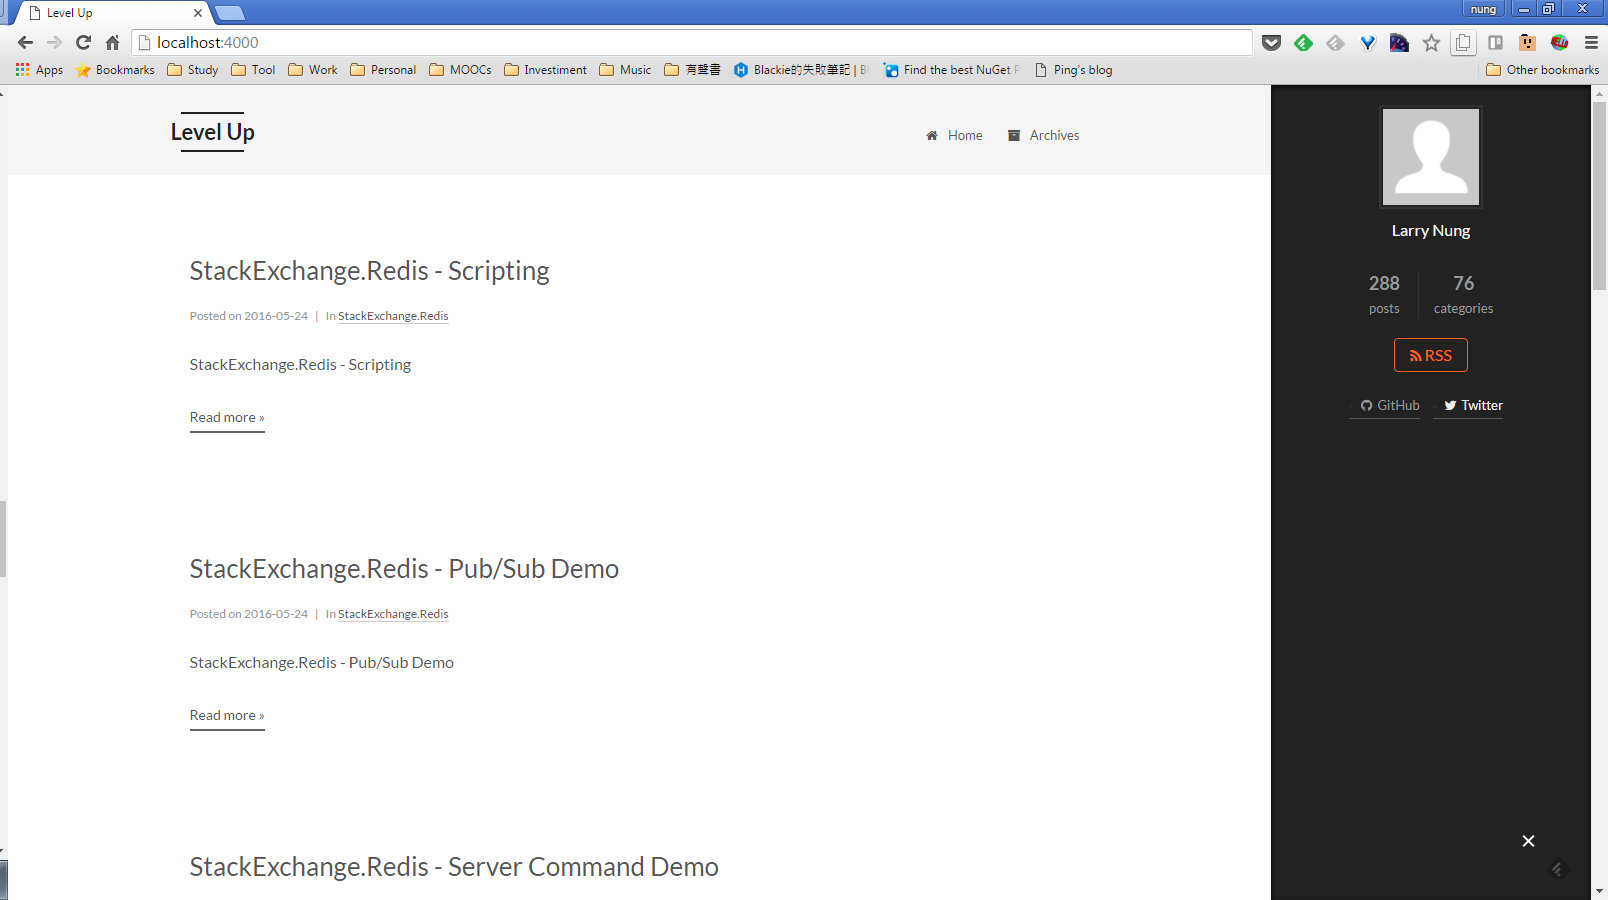 Level Up
nung
localhost:4000
Apps Bookmarks Study Tool Work Personal MOOCs Investiment Music 有聲書 Blackie的失敗筆記 | Find the best NuGet Ping's blog Other bookmarks
Level Up
Home Archives
StackExchange.Redis - Scripting
Posted on 2016-05-24 | In StackExchange.Redis
StackExchange.Redis - Scripting
Read more »
StackExchange.Redis - Pub/Sub Demo
Posted on 2016-05-24 | In StackExchange.Redis
StackExchange.Redis - Pub/Sub Demo
Read more »
StackExchange.Redis - Server Command Demo
Larry Nung
288 76
posts categories
RSS
GitHub Twitter